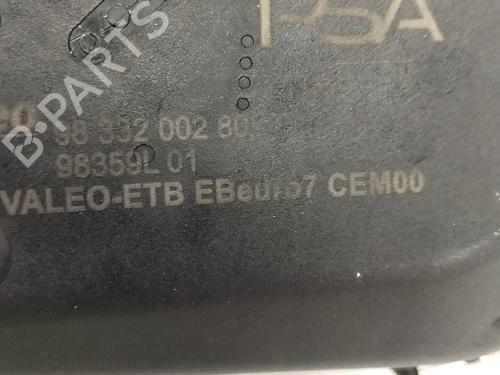 PSA
98 332 002 80
98359L 01
VALEO-ETB EBeuro7 CEM00
B-PARTS